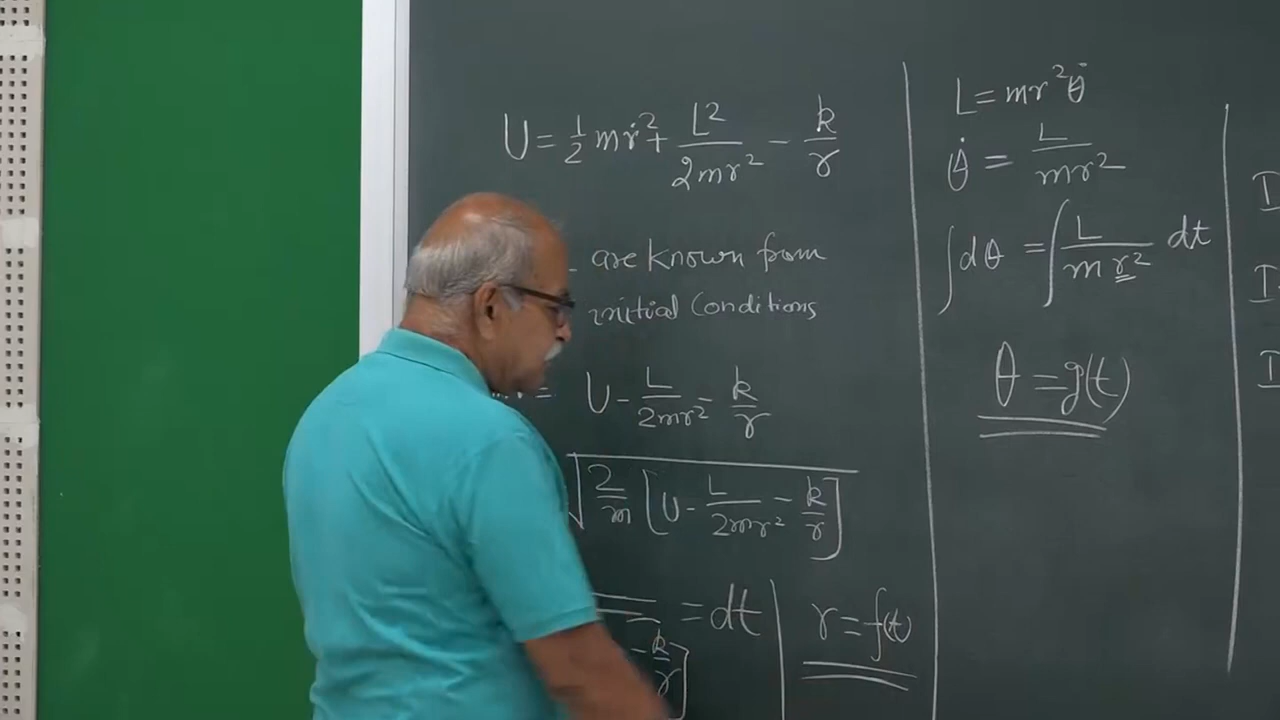 U = ½ mṙ² + L²/2mr² - k/r
are known from
initial conditions
= U - L/2mr² - k/r
√(2/m [U - L/2mr² - k/r])
= dt
- k/r]
r = f(t)
L = mr²θ̇
θ̇ = L/mr²
∫dθ = ∫ L/mr² dt
θ = g(t)